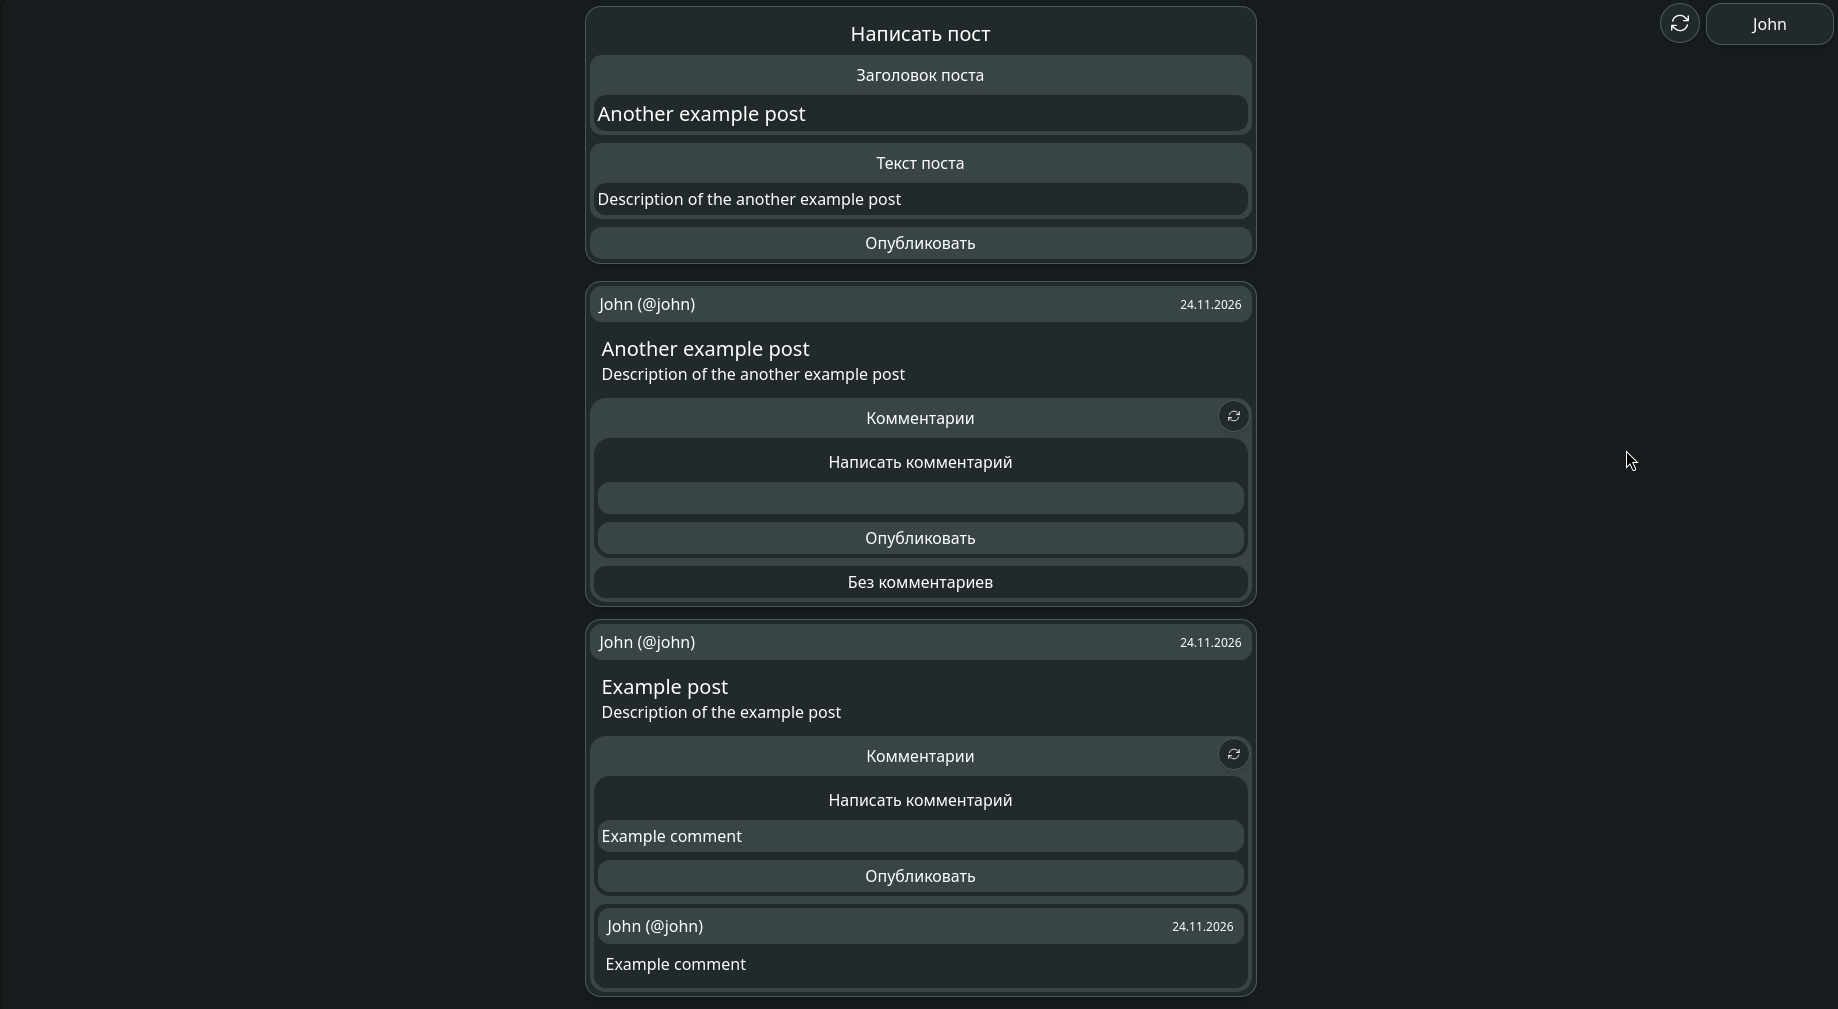 John
Написать пост
Заголовок поста
Another example post
Текст поста
Description of the another example post
Опубликовать
John (@john) 24.11.2026
Another example post
Description of the another example post
Комментарии
Написать комментарий
Опубликовать
Без комментариев
John (@john) 24.11.2026
Example post
Description of the example post
Комментарии
Написать комментарий
Example comment
Опубликовать
John (@john) 24.11.2026
Example comment